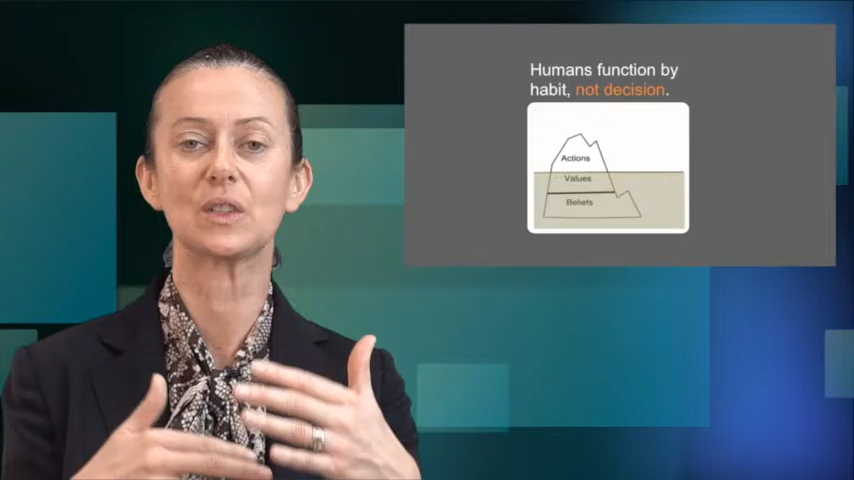 Humans function by
habit, not decision.
Actions
Values
Beliefs